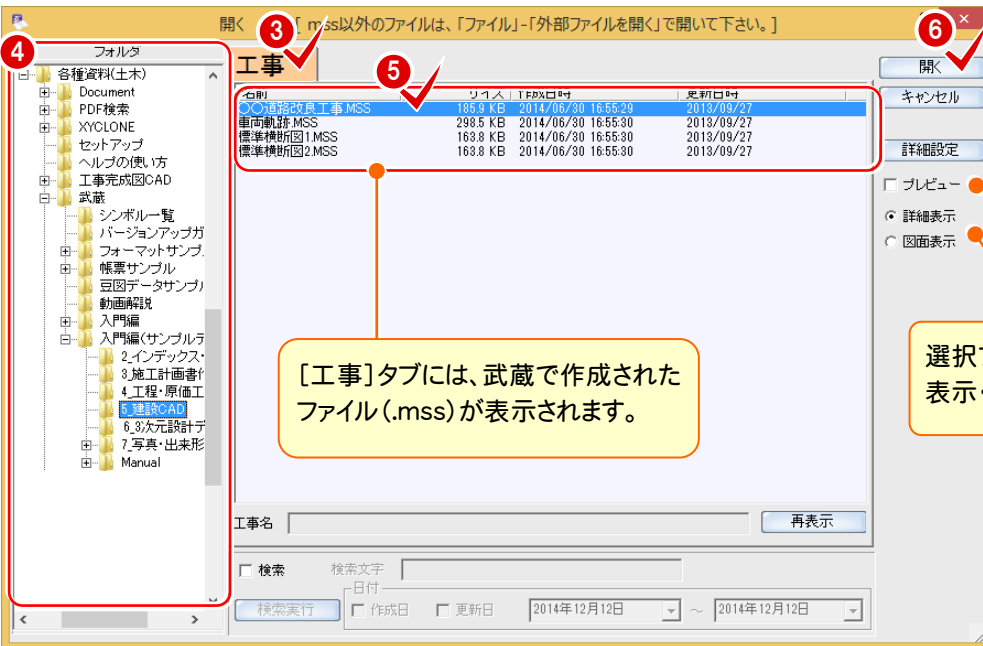 開く [ mss以外のファイルは、「ファイル」-「外部ファイルを開く」で開いて下さい。]
3
6
4
フォルダ
工事
5
開く
各種資料(土木)
Document
PDF検索
XYCLONE
セットアップ
ヘルプの使い方
工事完成図CAD
武蔵
シンボル一覧
バージョンアップガ
フォーマットサンプ
帳票サンプル
豆図データサンプル
動画解説
入門編
入門編(サンプルデ
2_インデックス・
3_施工計画書作
4_工程・原価工
5_建設CAD
6_3次元設計デ
7_写真・出来形
Manual
名前 サイズ 作成日時 更新日時
〇〇道路改良工事.MSS 185.9 KB 2014/06/30 16:55:29 2013/09/27
車両軌跡.MSS 298.5 KB 2014/06/30 16:55:30 2013/09/27
標準横断図1.MSS 163.8 KB 2014/06/30 16:55:30 2013/09/27
標準横断図2.MSS 163.8 KB 2014/06/30 16:55:30 2013/09/27
キャンセル
詳細設定
プレビュー
詳細表示
図面表示
[工事]タブには、武蔵で作成された
ファイル(.mss)が表示されます。
選択
表示・
工事名
再表示
検索 検索文字
検索実行
日付
作成日 更新日 2014年12月12日 ～ 2014年12月12日